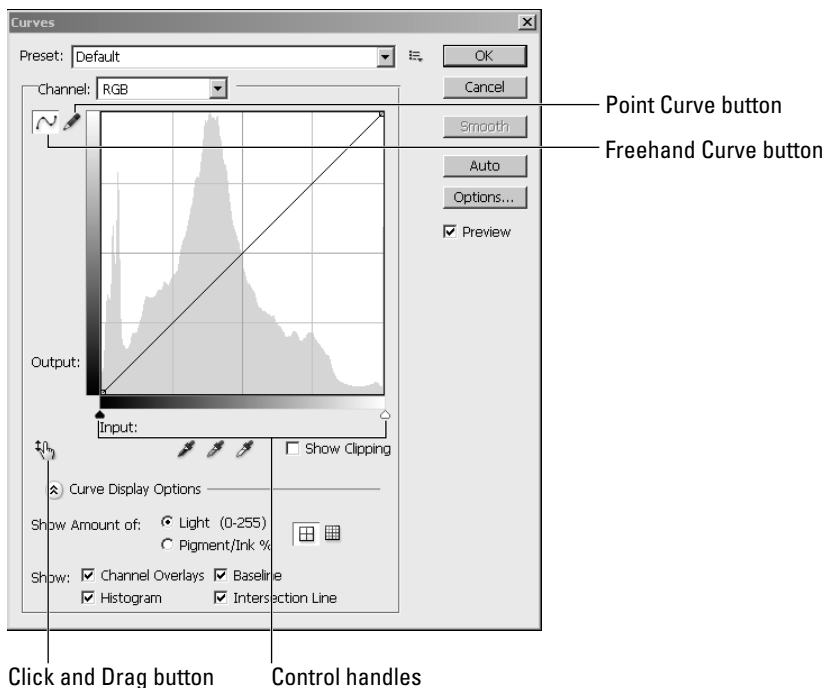 Curves
Preset: Default
OK
Channel: RGB
Cancel
Point Curve button
Smooth
Freehand Curve button
Auto
Options...
Preview
Output:
Input:
Show Clipping
Curve Display Options
Show Amount of: Light (0-255)
Pigment/Ink %
Show: Channel Overlays Baseline
Histogram Intersection Line
Click and Drag button Control handles